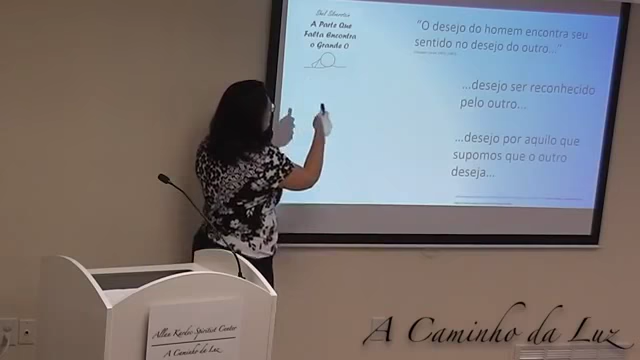 Shel Silverstein
A Parte Que
Falta Encontra
o Grande O
"O desejo do homem encontra seu
sentido no desejo do outro..."
...desejo ser reconhecido
pelo outro...
...desejo por aquilo que
supomos que o outro
deseja...
Allan Kardec Spiritist Center
A Caminho da Luz
A Caminho da Luz